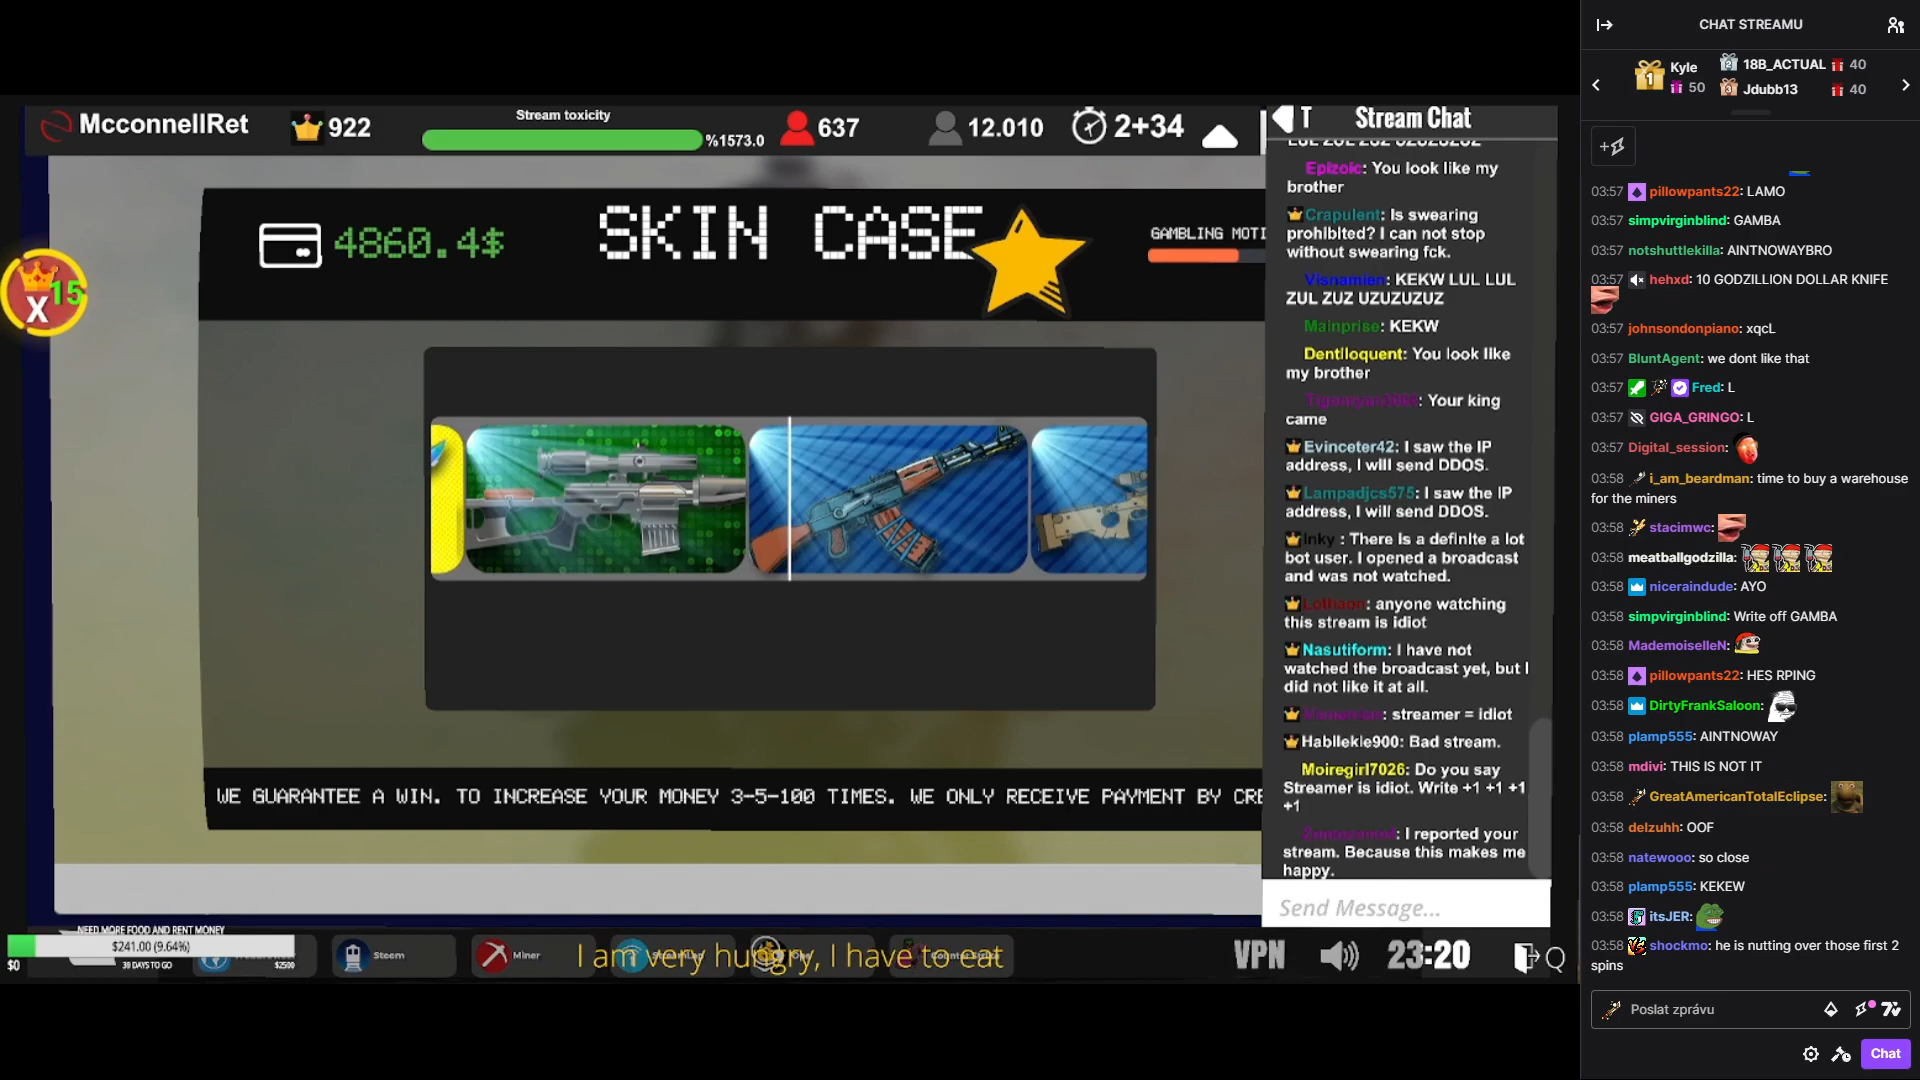 McconnellRet
922
Stream toxicity
%1573.0
637
12.010
2+34
X 15
4860.4$
SKIN CASE
GAMBLING MOTI
WE GUARANTEE A WIN. TO INCREASE YOUR MONEY 3-5-100 TIMES. WE ONLY RECEIVE PAYMENT BY CRE
T Stream Chat
LUL ZUL ZUZ UZUZUZUZ
Epizoic: You look like my
brother
Crapulent: Is swearing
prohibited? I can not stop
without swearing fck.
Visnamien: KEKW LUL LUL
ZUL ZUZ UZUZUZUZ
Mainprise: KEKW
Dentiloquent: You look like
my brother
: Your king
came
Evinceter42: I saw the IP
address, I will send DDOS.
Lampadjcs575: I saw the IP
address, I will send DDOS.
Inky : There is a definite a lot
bot user. I opened a broadcast
and was not watched.
: anyone watching
this stream is idiot
Nasutiform: I have not
watched the broadcast yet, but I
did not like it at all.
: streamer = idiot
Habilekie900: Bad stream.
Moiregirl7026: Do you say
Streamer is idiot. Write +1 +1 +1
+1
: I reported your
stream. Because this makes me
happy.
Send Message...
NEED MORE FOOD AND RENT MONEY
$241.00 (9.64%)
$0
39 DAYS TO GO
$2500
Steem
Miner
I am very hungry, I have to eat
VPN
23:20
Q
CHAT STREAMU
1 Kyle 50
2 18B_ACTUAL 40
3 Jdubb13 40
03:57 pillowpants22: LAMO
03:57 simpvirginblind: GAMBA
03:57 notshuttlekilla: AINTNOWAYBRO
03:57 hehxd: 10 GODZILLION DOLLAR KNIFE
03:57 johnsondonpiano: xqcL
03:57 BluntAgent: we dont like that
03:57 Fred: L
03:57 GIGA_GRINGO: L
03:57 Digital_session:
03:58 i_am_beardman: time to buy a warehouse
for the miners
03:58 stacimwc:
03:58 meatballgodzilla:
03:58 niceraindude: AYO
03:58 simpvirginblind: Write off GAMBA
03:58 MademoiselleN:
03:58 pillowpants22: HES RPING
03:58 DirtyFrankSaloon:
03:58 plamp555: AINTNOWAY
03:58 mdivi: THIS IS NOT IT
03:58 GreatAmericanTotalEclipse:
03:58 delzuhh: OOF
03:58 natewooo: so close
03:58 plamp555: KEKEW
03:58 itsJER:
03:58 shockmo: he is nutting over those first 2
spins
Poslat zprávu
Chat